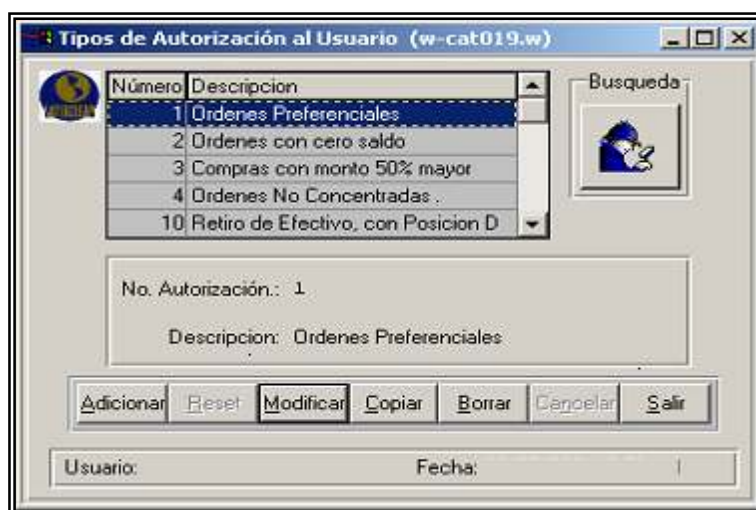 Tipos de Autorización al Usuario (w-cat019.w)
Número Descripcion
1 Ordenes Preferenciales
2 Ordenes con cero saldo
3 Compras con monto 50% mayor
4 Ordenes No Concentradas .
10 Retiro de Efectivo, con Posicion D
Busqueda
No. Autorización.: 1
Descripcion: Ordenes Preferenciales
Adicionar Reset Modificar Copiar Borrar Cancelar Salir
Usuario: Fecha: